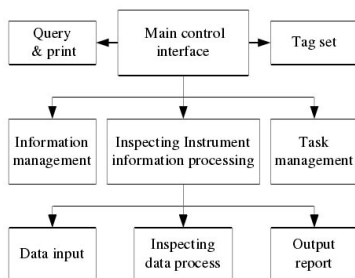 Query
& print
Main control
interface
Tag set
Information
management
Inspecting Instrument
information processing
Task
management
Data input
Inspecting
data process
Output
report